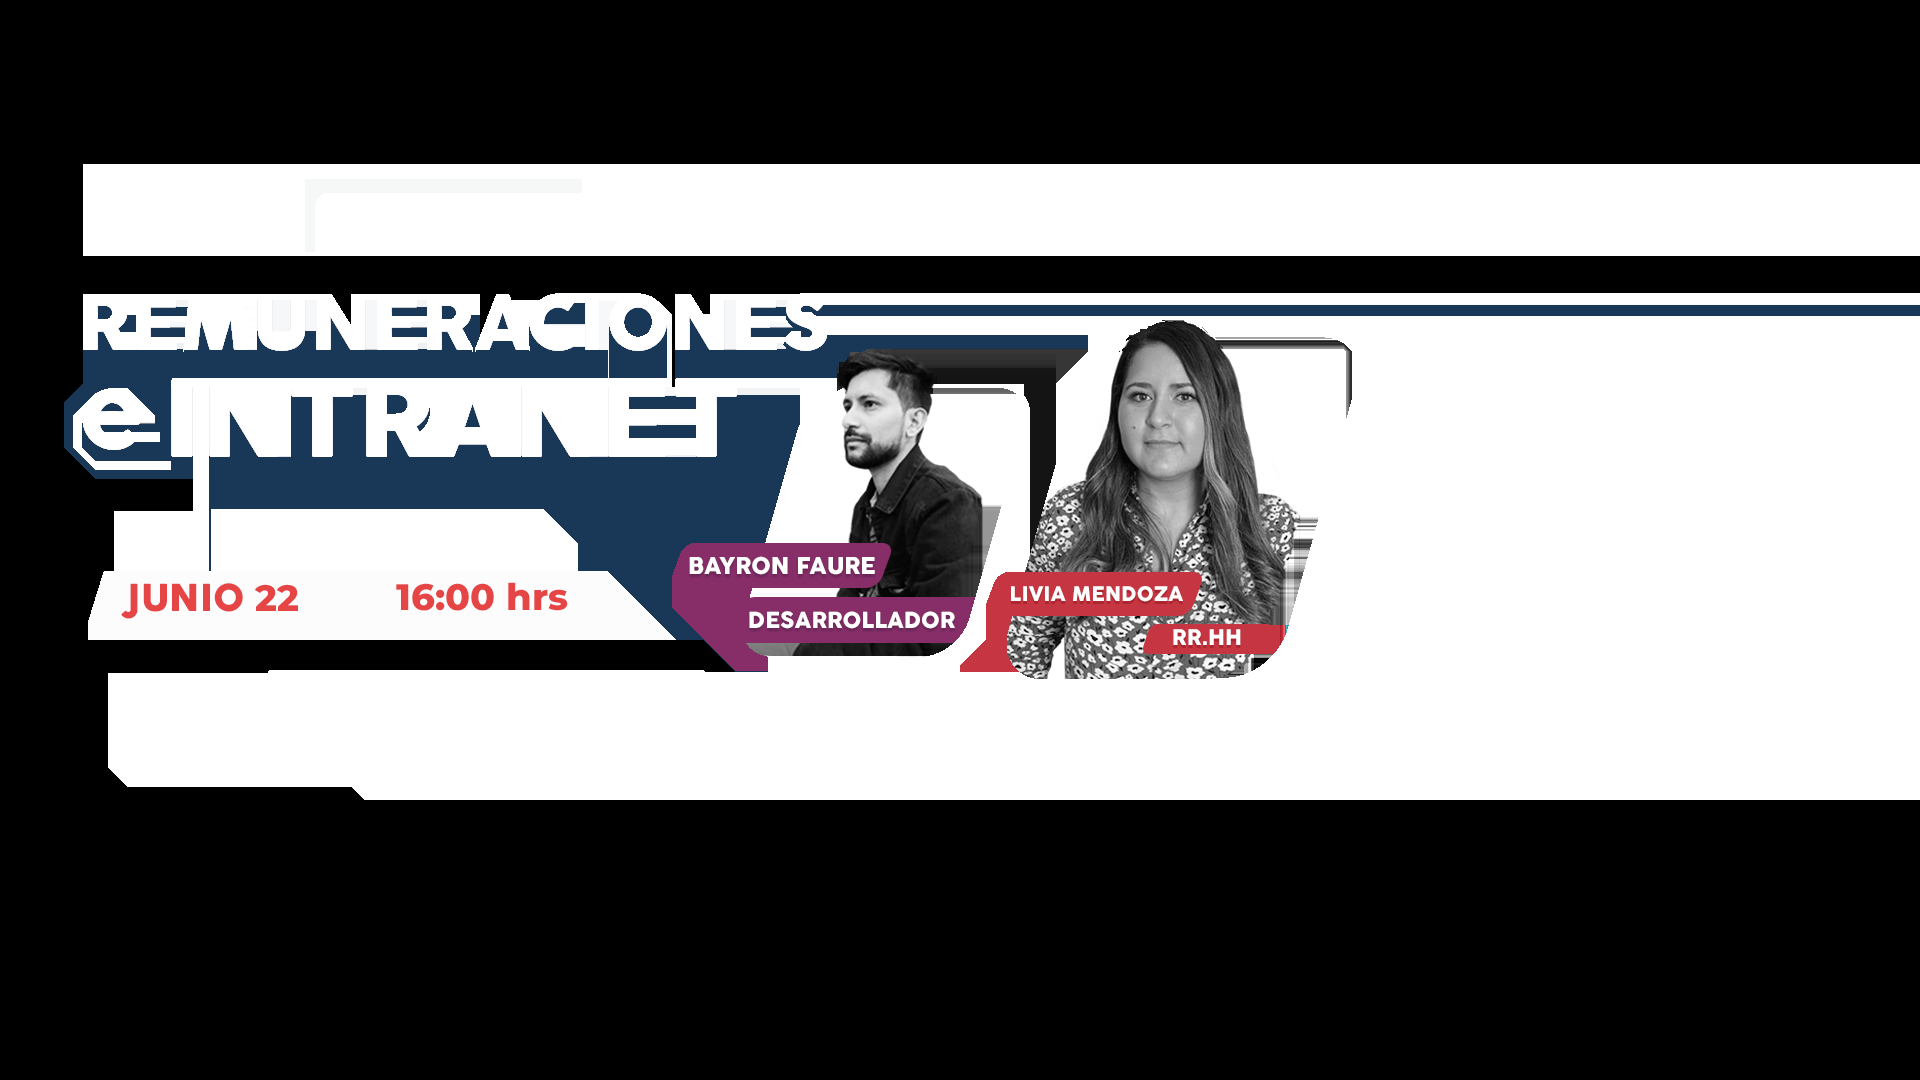 REMUNERACIONES
e INTRANET
JUNIO 22
16:00 hrs
BAYRON FAURE
DESARROLLADOR
LIVIA MENDOZA
RR.HH